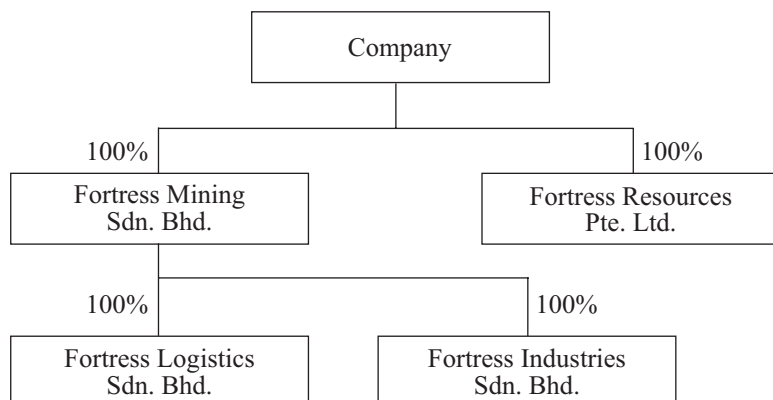 Company
100%
100%
Fortress Mining
Sdn. Bhd.
Fortress Resources
Pte. Ltd.
100%
100%
Fortress Logistics
Sdn. Bhd.
Fortress Industries
Sdn. Bhd.